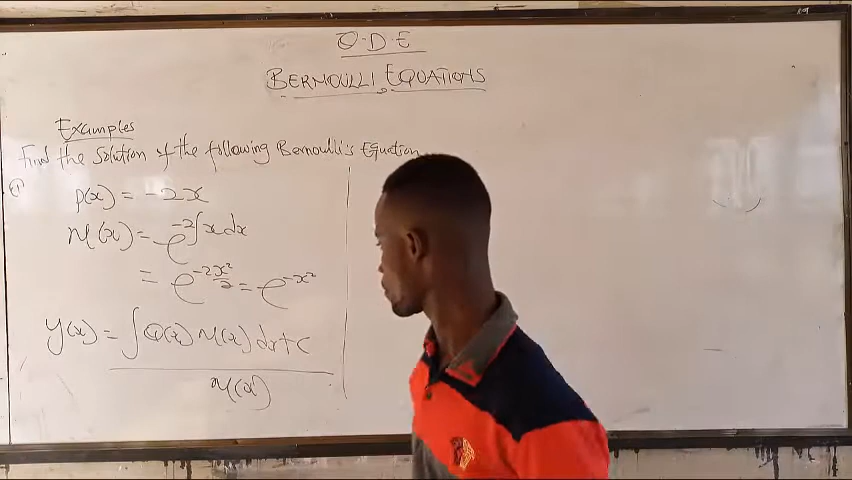 O.D.E
BERNOULLI EQUATIONS
Examples
Find the solution of the following Bernoulli's Equation
①
p(x) = -2x
μ(x) = e^{-2∫x dx}
= e^{-2x²/2} = e^{-x²}
y(x) = ∫Q(x) μ(x) dx + c
μ(x)